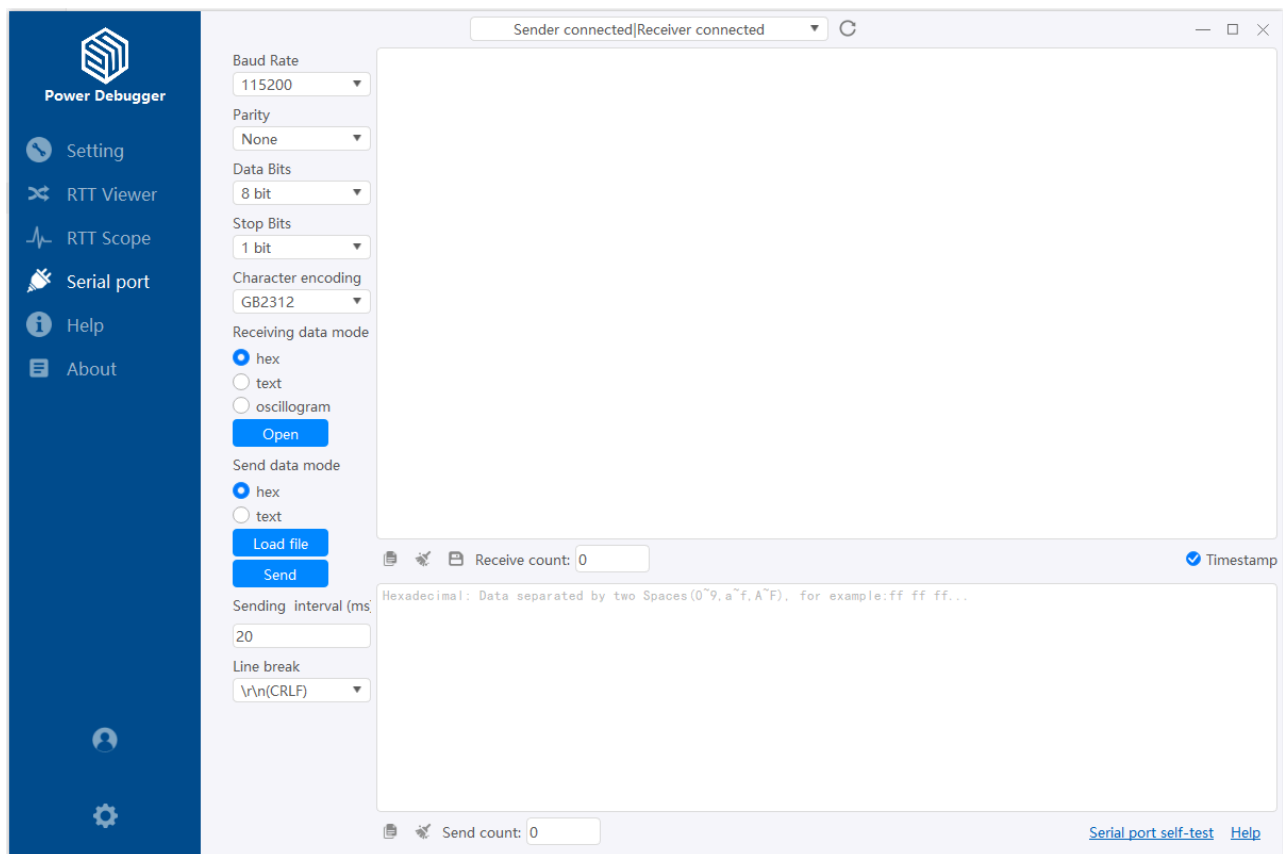 Power Debugger
Setting
RTT Viewer
RTT Scope
Serial port
Help
About
Sender connected|Receiver connected
Baud Rate
115200
Parity
None
Data Bits
8 bit
Stop Bits
1 bit
Character encoding
GB2312
Receiving data mode
hex
text
oscillogram
Open
Send data mode
hex
text
Load file
Send
Sending interval (ms
20
Line break
\r\n(CRLF)
Receive count: 0
Timestamp
Hexadecimal: Data separated by two Spaces(0~9,a~f,A~F), for example:ff ff ff...
Send count: 0
Serial port self-test Help